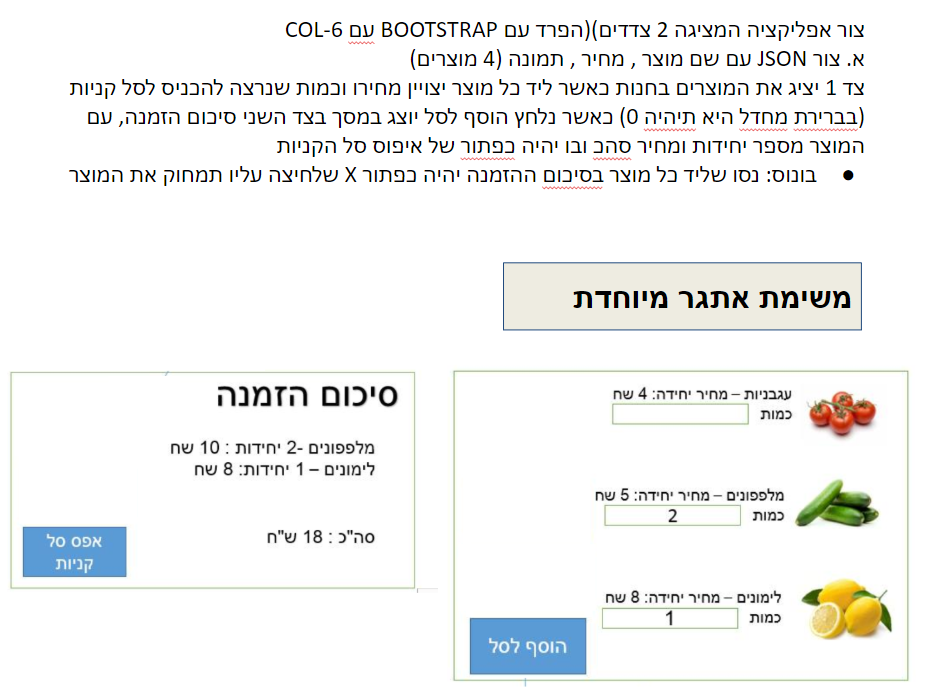 צור אפליקציה המציגה 2 צדדים)(הפרד עם BOOTSTRAP עם COL-6
א. צור JSON עם שם מוצר , מחיר , תמונה (4 מוצרים)
צד 1 יציג את המוצרים בחנות כאשר ליד כל מוצר יצויין מחירו וכמות שנרצה להכניס לסל קניות
(בברירת מחדל היא תיהיה 0) כאשר נלחץ הוסף לסל יוצג במסך בצד השני סיכום הזמנה, עם
המוצר מספר יחידות ומחיר סהכ ובו יהיה כפתור של איפוס סל הקניות
● בונוס: נסו שליד כל מוצר בסיכום ההזמנה יהיה כפתור X שלחיצה עליו תמחוק את המוצר
משימת אתגר מיוחדת
עגבניות – מחיר יחידה: 4 שח
כמות
מלפפונים – מחיר יחידה: 5 שח
כמות 2
לימונים – מחיר יחידה: 8 שח
כמות 1
הוסף לסל
סיכום הזמנה
מלפפונים -2 יחידות : 10 שח
לימונים – 1 יחידות: 8 שח
סה"כ : 18 ש"ח
אפס סל
קניות